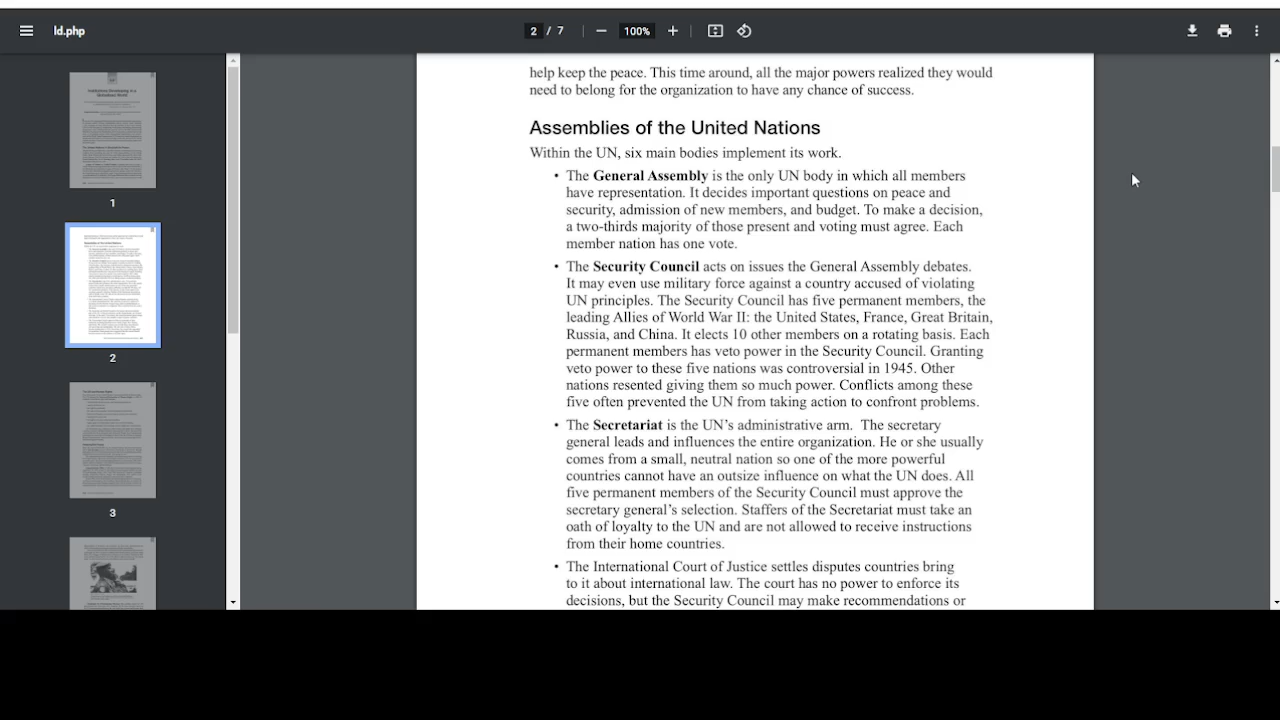 ld.php
2 / 7
100%
help keep the peace. This time around, all the major powers realized they would
need to belong for the organization to have any chance of success.
Assemblies of the United Nations
Within the UN, six main bodies implement its work.
• The General Assembly is the only UN body in which all members
have representation. It decides important questions on peace and
security, admission of new members, and budget. To make a decision,
a two-thirds majority of those present and voting must agree. Each
member nation has one vote.
• The Security Council acts on issues the General Assembly debates.
It may even use military force against a country accused of violating
UN principles. The Security Council has five permanent members, the
leading Allies of World War II: the United States, France, Great Britain,
Russia, and China. It elects 10 other members on a rotating basis. Each
permanent members has veto power in the Security Council. Granting
veto power to these five nations was controversial in 1945. Other
nations resented giving them so much power. Conflicts among these
five often prevented the UN from taking action to confront problems.
• The Secretariat is the UN's administrative arm. The secretary
general leads and influences the entire organization. He or she usually
comes from a small, neutral nation so one of the more powerful
countries cannot have an outsize influence on what the UN does. All
five permanent members of the Security Council must approve the
secretary general's selection. Staffers of the Secretariat must take an
oath of loyalty to the UN and are not allowed to receive instructions
from their home countries.
• The International Court of Justice settles disputes countries bring
to it about international law. The court has no power to enforce its
decisions, but the Security Council may make recommendations or
1
2
3